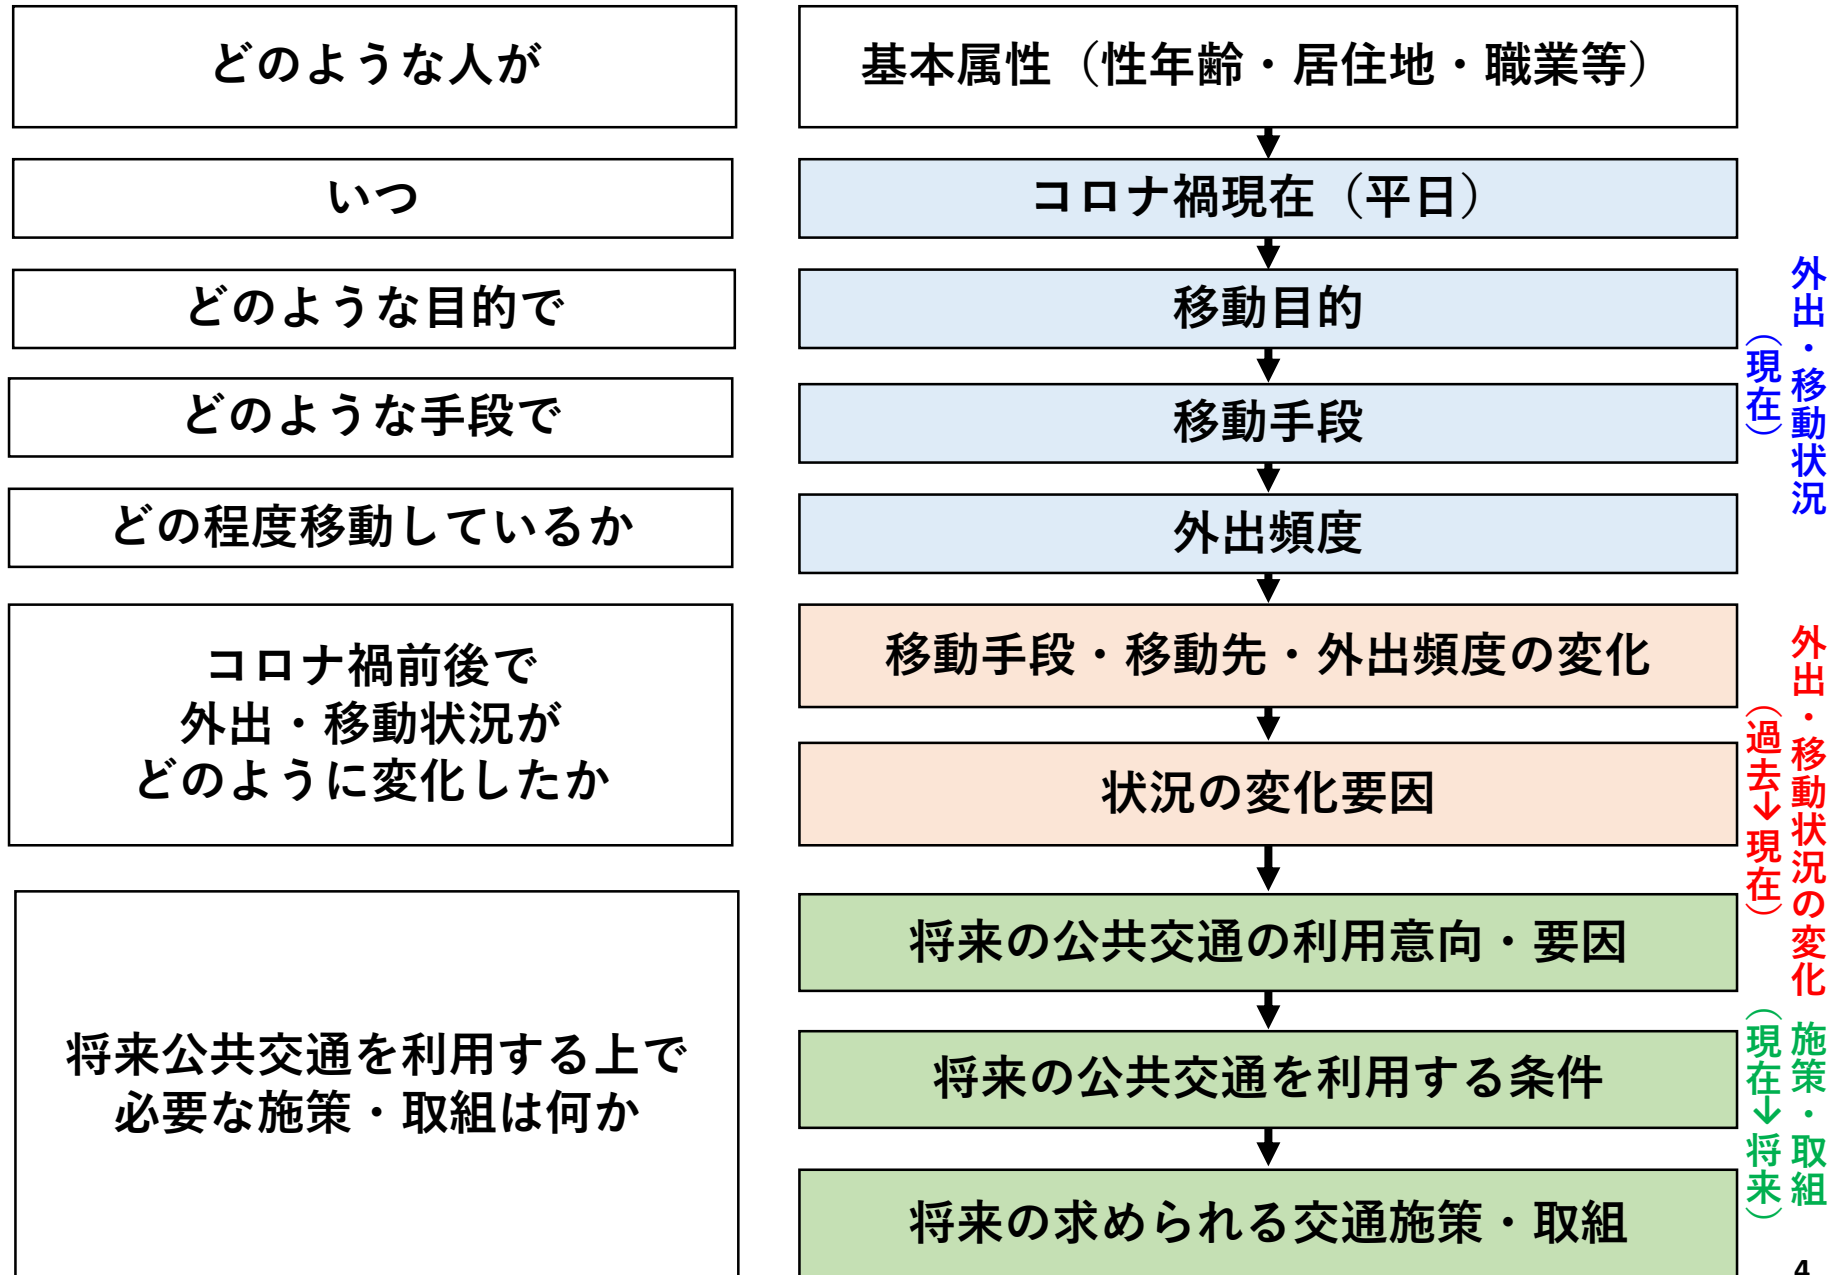 どのような人が
基本属性（性年齢・居住地・職業等）
いつ
コロナ禍現在（平日）
どのような目的で
移動目的
どのような手段で
移動手段
どの程度移動しているか
外出頻度
外出・移動状況
（現在）
コロナ禍前後で
外出・移動状況が
どのように変化したか
移動手段・移動先・外出頻度の変化
状況の変化要因
外出・移動状況の変化
（過去→現在）
将来公共交通を利用する上で
必要な施策・取組は何か
将来の公共交通の利用意向・要因
将来の公共交通を利用する条件
将来の求められる交通施策・取組
施策・取組
（現在→将来）
4